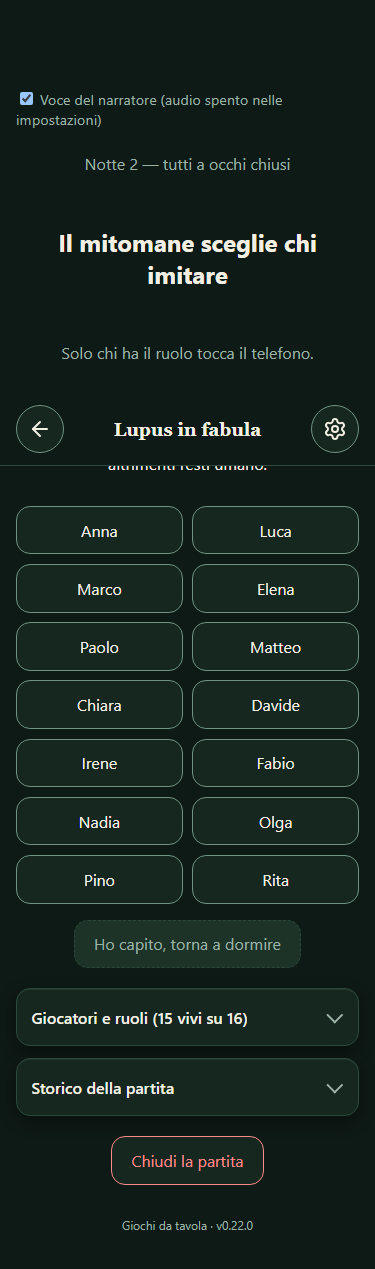 Voce del narratore (audio spento nelle
impostazioni)
Notte 2 — tutti a occhi chiusi
Il mitomane sceglie chi
imitare
Solo chi ha il ruolo tocca il telefono.
Lupus in fabula
altrimenti resti umano.
Anna
Luca
Marco
Elena
Paolo
Matteo
Chiara
Davide
Irene
Fabio
Nadia
Olga
Pino
Rita
Ho capito, torna a dormire
Giocatori e ruoli (15 vivi su 16)
Storico della partita
Chiudi la partita
Giochi da tavola · v0.22.0